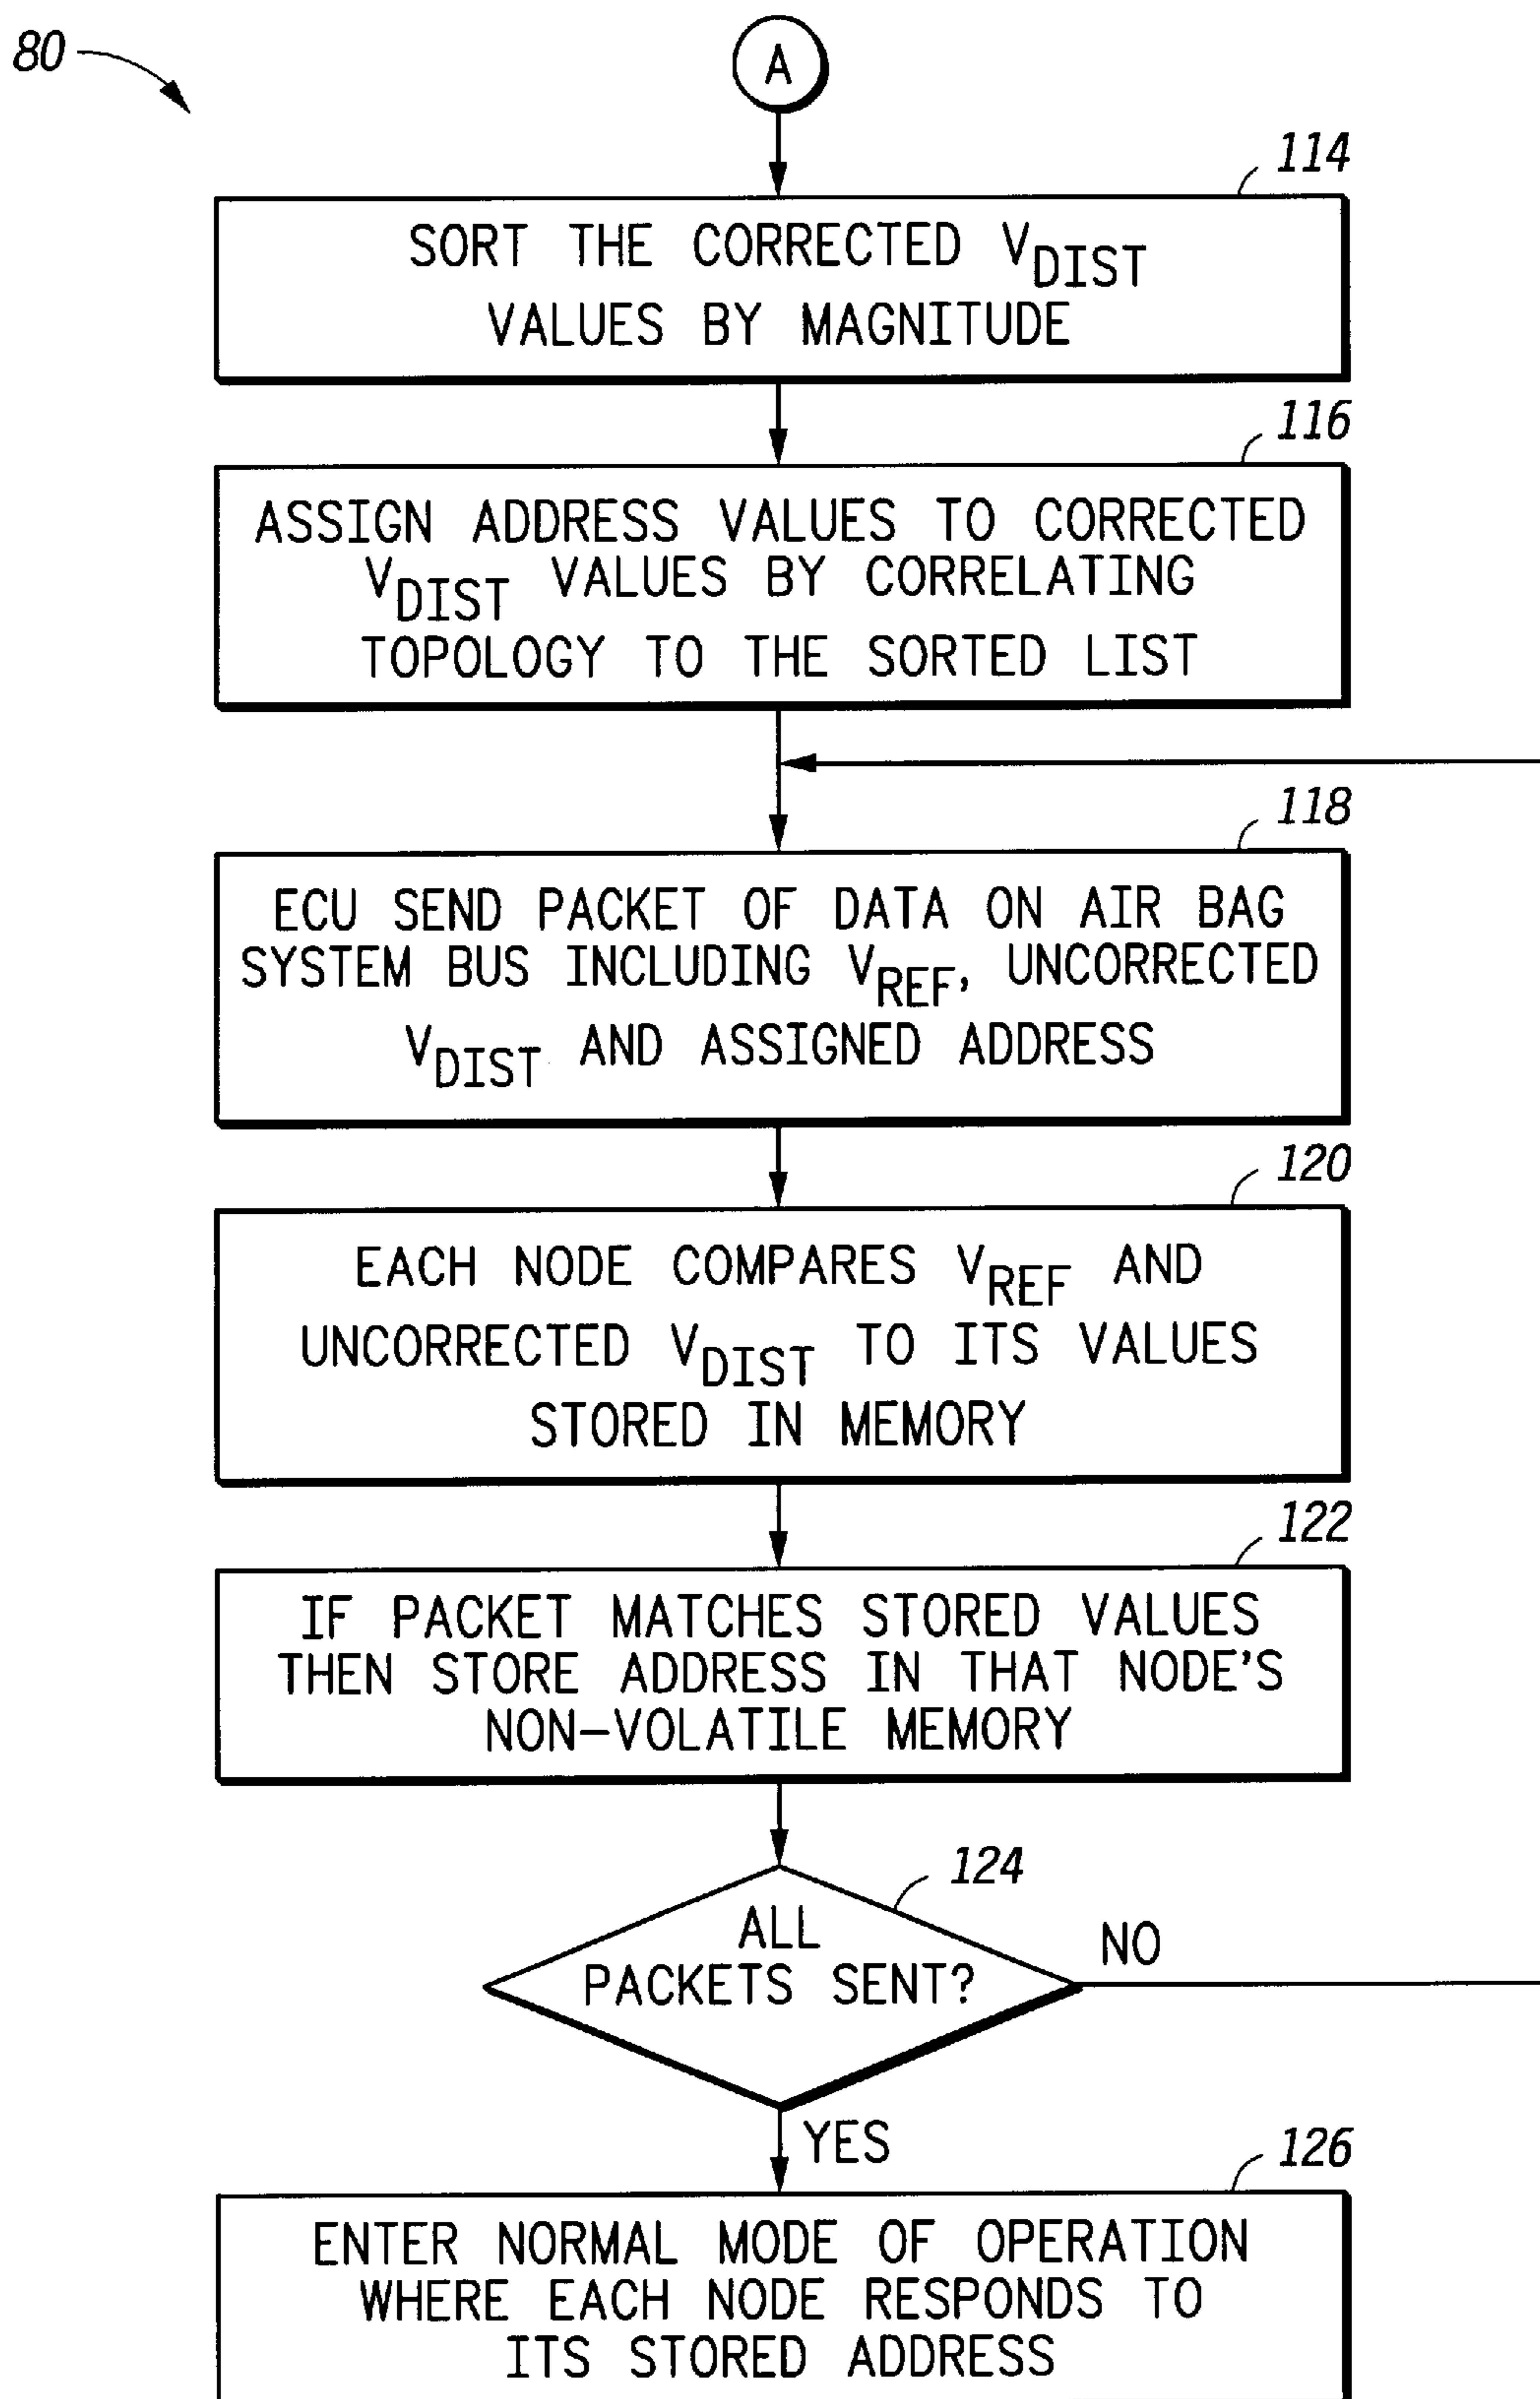 80
A
114
SORT THE CORRECTED VDIST
VALUES BY MAGNITUDE
116
ASSIGN ADDRESS VALUES TO CORRECTED
VDIST VALUES BY CORRELATING
TOPOLOGY TO THE SORTED LIST
118
ECU SEND PACKET OF DATA ON AIR BAG
SYSTEM BUS INCLUDING VREF, UNCORRECTED
VDIST AND ASSIGNED ADDRESS
120
EACH NODE COMPARES VREF AND
UNCORRECTED VDIST TO ITS VALUES
STORED IN MEMORY
122
IF PACKET MATCHES STORED VALUES
THEN STORE ADDRESS IN THAT NODE'S
NON-VOLATILE MEMORY
124
ALL
PACKETS SENT?
NO
YES
126
ENTER NORMAL MODE OF OPERATION
WHERE EACH NODE RESPONDS TO
ITS STORED ADDRESS